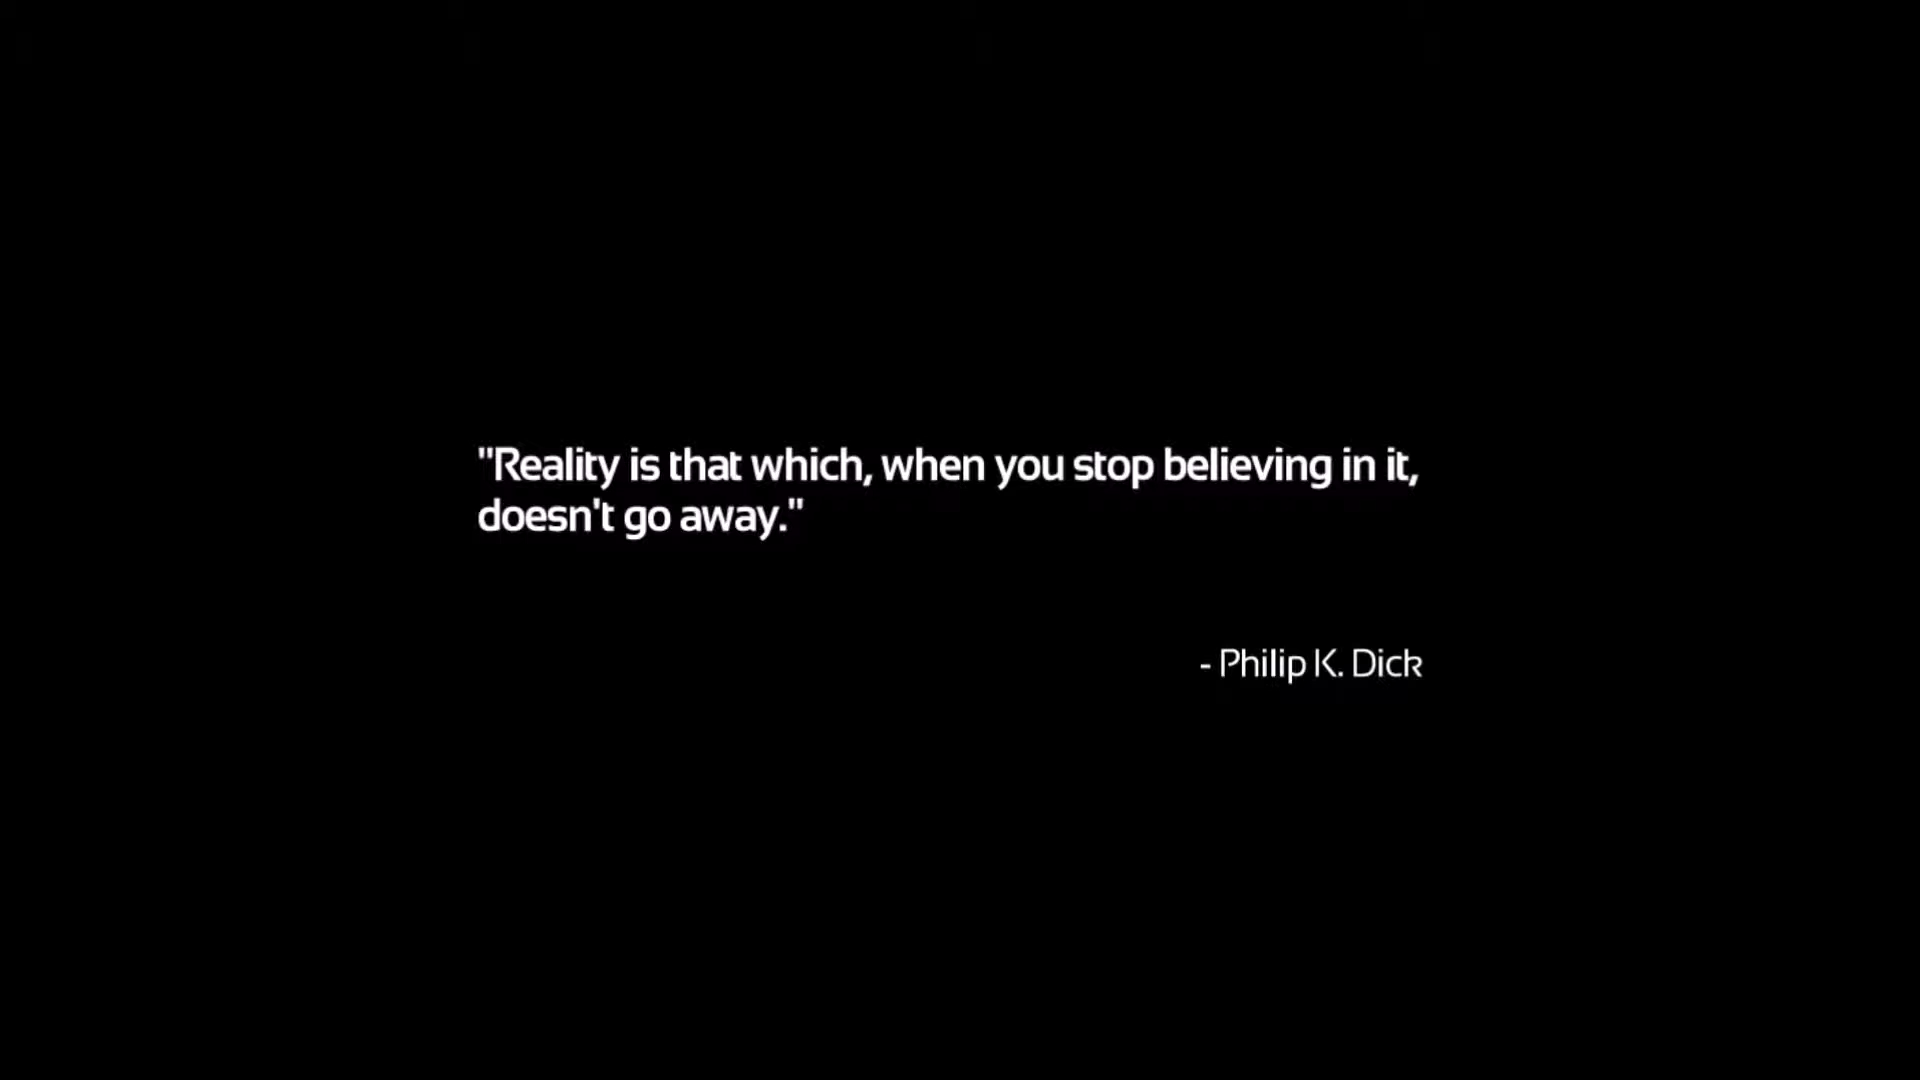 "Reality is that which, when you stop believing in it,
doesn't go away."
- Philip K. Dick